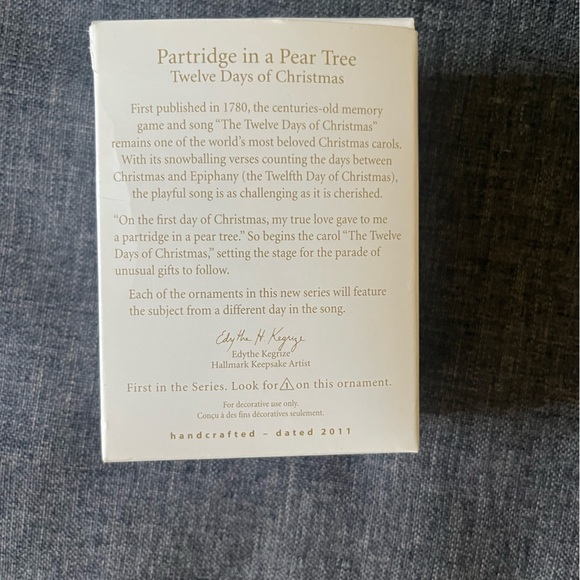 Partridge in a Pear Tree
Twelve Days of Christmas
First published in 1780, the centuries-old memory
game and song "The Twelve Days of Christmas"
remains one of the world's most beloved Christmas carols.
With its snowballing verses counting the days between
Christmas and Epiphany (the Twelfth Day of Christmas),
the playful song is as challenging as it is cherished.
"On the first day of Christmas, my true love gave to me
a partridge in a pear tree." So begins the carol "The Twelve
Days of Christmas," setting the stage for the parade of
unusual gifts to follow.
Each of the ornaments in this new series will feature
the subject from a different day in the song.
Edythe H Kegrize
Edythe Kegrize
Hallmark Keepsake Artist
First in the Series. Look for 1 on this ornament.
For decorative use only.
Conçu à des fins décoratives seulement.
handcrafted – dated 2011